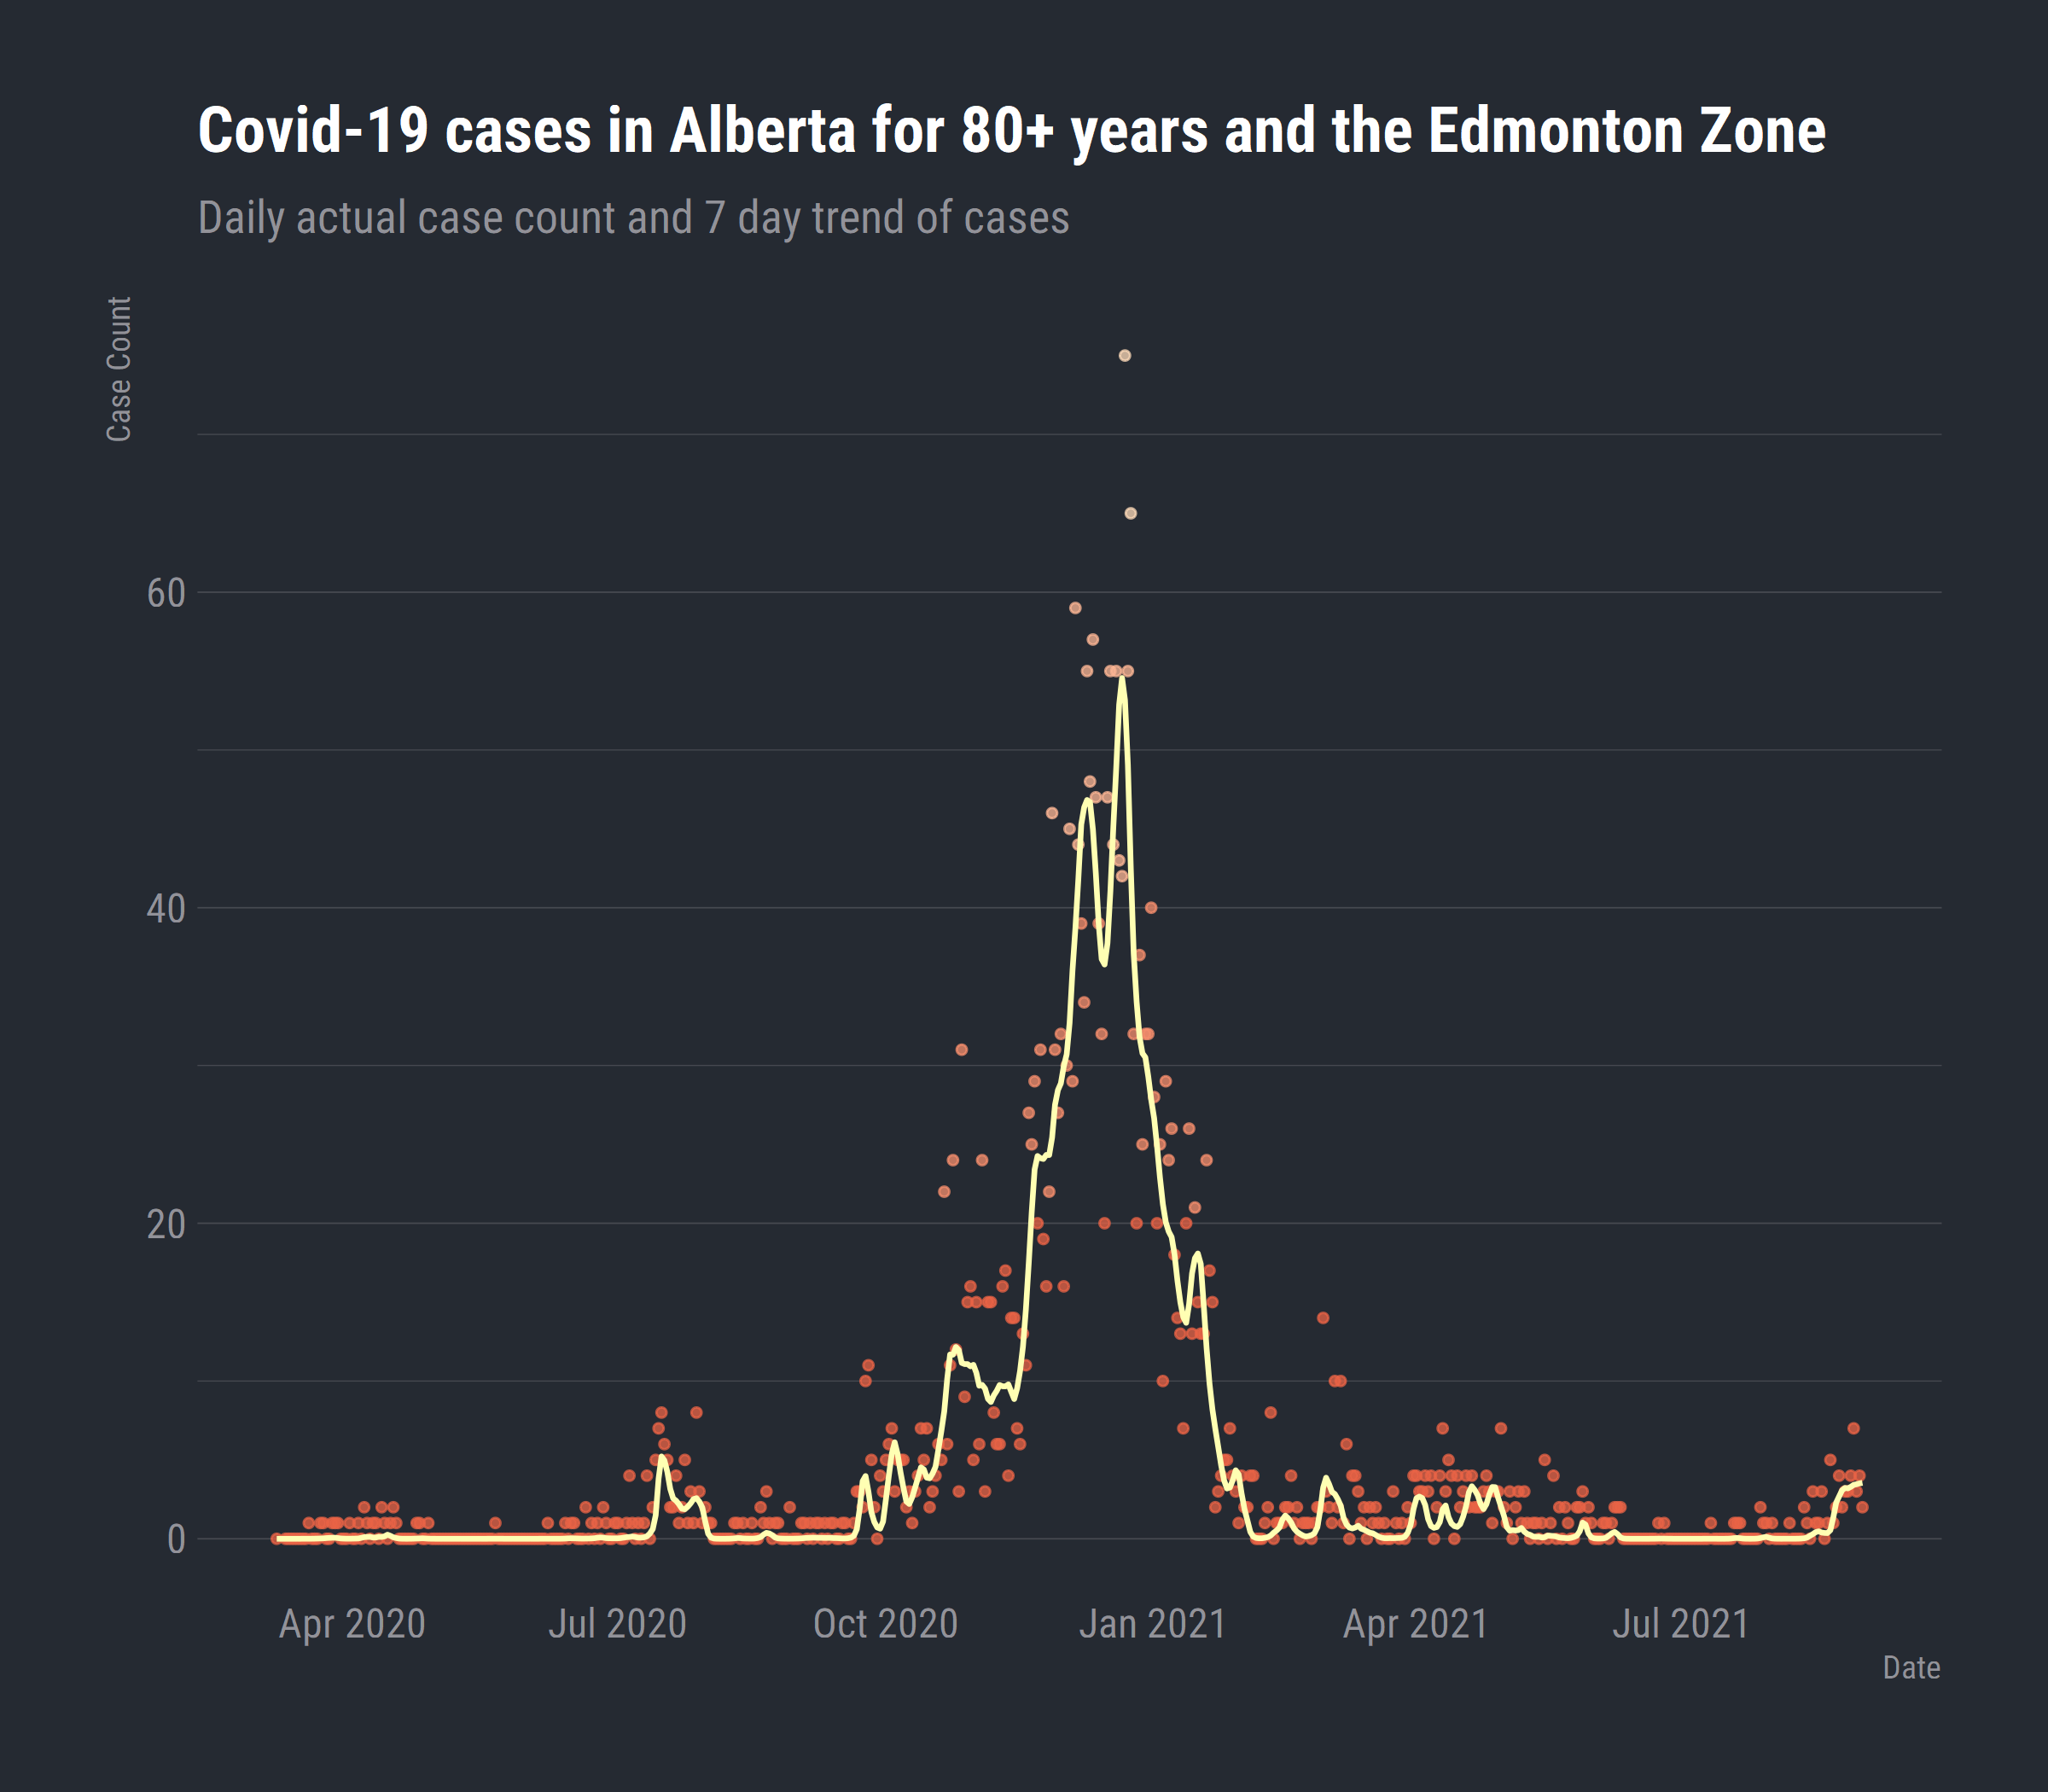 Covid-19 cases in Alberta for 80+ years and the Edmonton Zone
Daily actual case count and 7 day trend of cases
Case Count
60
40
20
0
Apr 2020
Jul 2020
Oct 2020
Jan 2021
Apr 2021
Jul 2021
Date